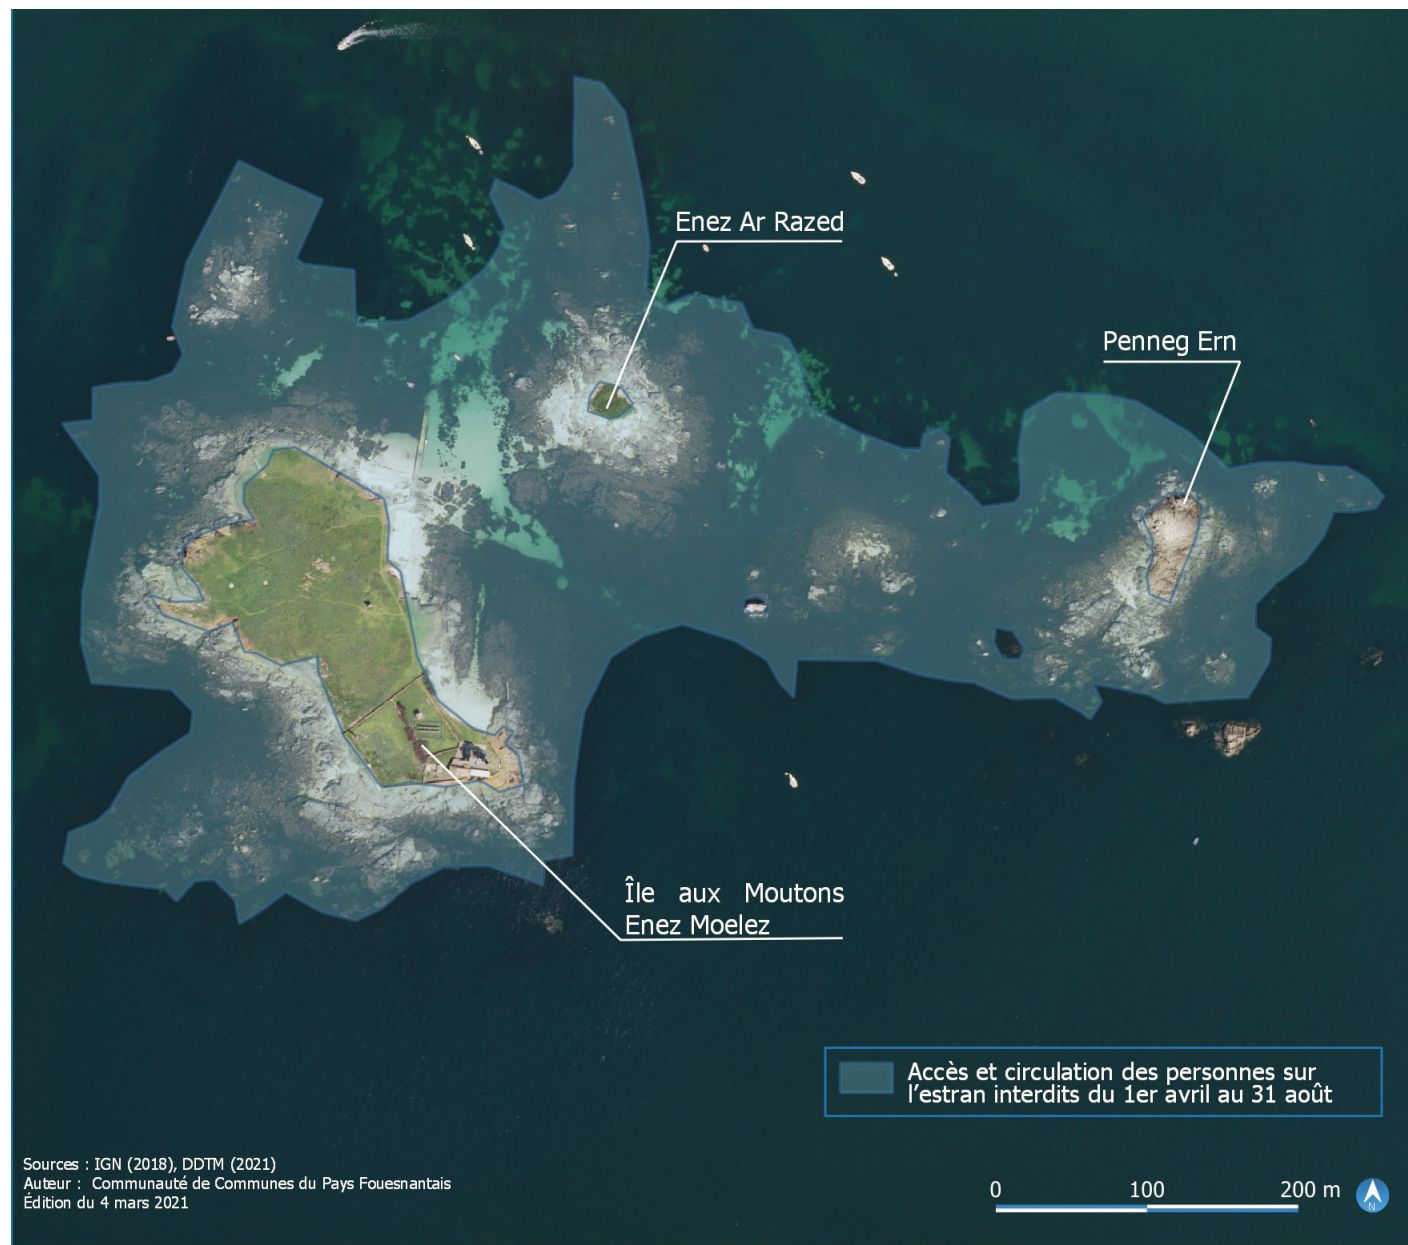 Enez Ar Razed
Penneg Ern
Île aux Moutons
Enez Moelez
Accès et circulation des personnes sur
l'estran interdits du 1er avril au 31 août
Sources : IGN (2018), DDTM (2021)
Auteur : Communauté de Communes du Pays Fouesnantais
Édition du 4 mars 2021
0 100 200 m
N